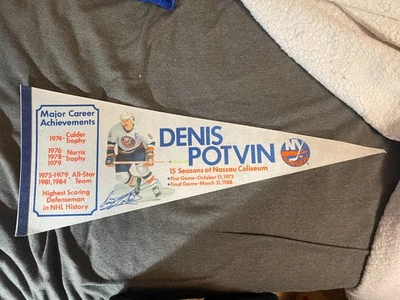 Major Career
Achievements
1974-Calder
Trophy
1976
1978-Norris
1979 Trophy
1975-1979 All-Star
1981, 1984 Team
Highest Scoring
Defenseman
in NHL History
DENIS
POTVIN
15 Seasons at Nassau Coliseum
• First Game-October 13, 1973
• Final Game-March 31, 1988
NY